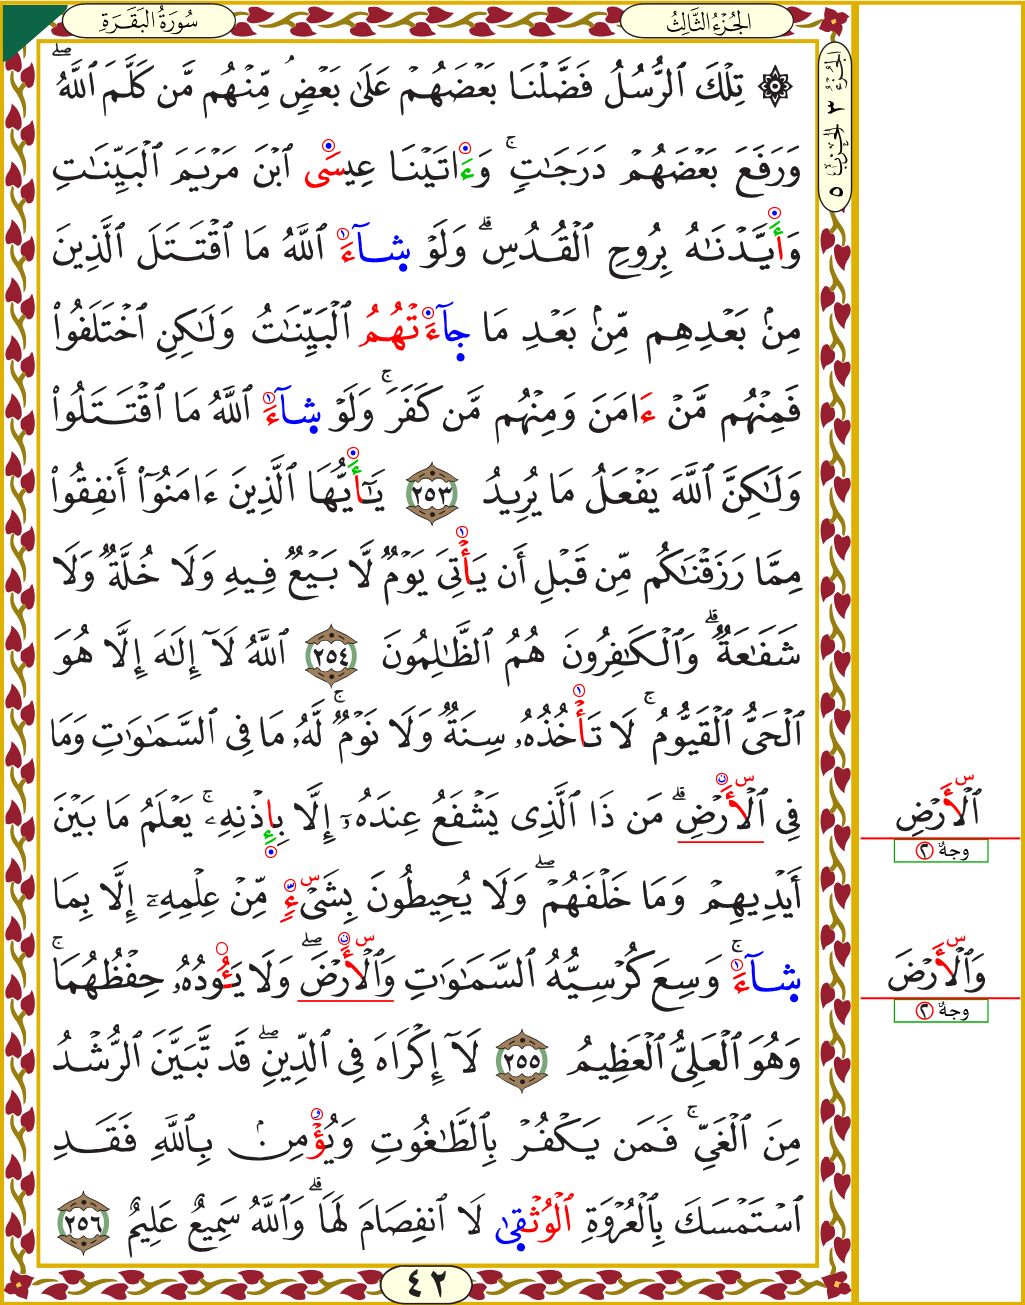 سُورَةُ الْبَقَرَةِ
الجُزْءُ الثَّالِثُ
الجُزْءُ ٣ الحِزْبُ ٥
۞ تِلْكَ ٱلرُّسُلُ فَضَّلْنَا بَعْضَهُمْ عَلَىٰ بَعْضٍۢ مِّنْهُم مَّن كَلَّمَ ٱللَّهُۖ
وَرَفَعَ بَعْضَهُمْ دَرَجَـٰتٍۢۚ وَءَاتَيْنَا عِيسَى ٱبْنَ مَرْيَمَ ٱلْبَيِّنَـٰتِ
وَأَيَّدْنَـٰهُ بِرُوحِ ٱلْقُدُسِۗ وَلَوْ شَآءَ ٱللَّهُ مَا ٱقْتَتَلَ ٱلَّذِينَ
مِنۢ بَعْدِهِم مِّنۢ بَعْدِ مَا جَآءَتْهُمُ ٱلْبَيِّنَـٰتُ وَلَـٰكِنِ ٱخْتَلَفُوا۟
فَمِنْهُم مَّنْ ءَامَنَ وَمِنْهُم مَّن كَفَرَۚ وَلَوْ شَآءَ ٱللَّهُ مَا ٱقْتَتَلُوا۟
وَلَـٰكِنَّ ٱللَّهَ يَفْعَلُ مَا يُرِيدُ ٢٥٣ يَـٰٓأَيُّهَا ٱلَّذِينَ ءَامَنُوٓا۟ أَنفِقُوا۟
مِمَّا رَزَقْنَـٰكُم مِّن قَبْلِ أَن يَأْتِىَ يَوْمٌۭ لَّا بَيْعٌۭ فِيهِ وَلَا خُلَّةٌۭ وَلَا
شَفَـٰعَةٌۭۗ وَٱلْكَـٰفِرُونَ هُمُ ٱلظَّـٰلِمُونَ ٢٥٤ ٱللَّهُ لَآ إِلَـٰهَ إِلَّا هُوَ
ٱلْحَىُّ ٱلْقَيُّومُۚ لَا تَأْخُذُهُۥ سِنَةٌۭ وَلَا نَوْمٌۭۚ لَّهُۥ مَا فِى ٱلسَّمَـٰوَٰتِ وَمَا
فِى ٱلْأَرْضِۗ مَن ذَا ٱلَّذِى يَشْفَعُ عِندَهُۥٓ إِلَّا بِإِذْنِهِۦۚ يَعْلَمُ مَا بَيْنَ
أَيْدِيهِمْ وَمَا خَلْفَهُمْۖ وَلَا يُحِيطُونَ بِشَىْءٍۢ مِّنْ عِلْمِهِۦٓ إِلَّا بِمَا
شَآءَۚ وَسِعَ كُرْسِيُّهُ ٱلسَّمَـٰوَٰتِ وَٱلْأَرْضَۖ وَلَا يَـُٔودُهُۥ حِفْظُهُمَاۚ
وَهُوَ ٱلْعَلِىُّ ٱلْعَظِيمُ ٢٥٥ لَآ إِكْرَاهَ فِى ٱلدِّينِۖ قَد تَّبَيَّنَ ٱلرُّشْدُ
مِنَ ٱلْغَىِّۚ فَمَن يَكْفُرْ بِٱلطَّـٰغُوتِ وَيُؤْمِنۢ بِٱللَّهِ فَقَدِ
ٱسْتَمْسَكَ بِٱلْعُرْوَةِ ٱلْوُثْقَىٰ لَا ٱنفِصَامَ لَهَاۗ وَٱللَّهُ سَمِيعٌ عَلِيمٌ ٢٥٦
س
ٱلْأَرْضِ
وجهٌ ٢
س
وَٱلْأَرْضَ
وجهٌ ٢
٤٢